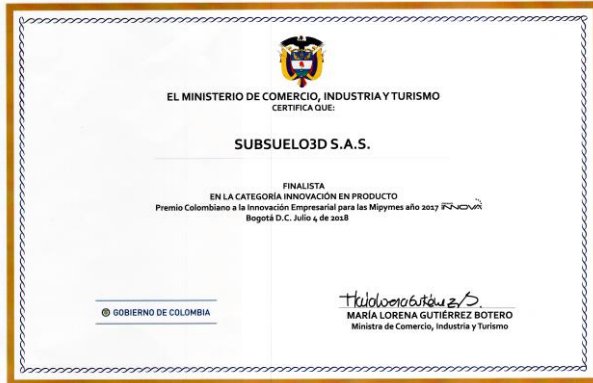 EL MINISTERIO DE COMERCIO, INDUSTRIA Y TURISMO
CERTIFICA QUE:
SUBSUELO3D S.A.S.
FINALISTA
EN LA CATEGORÍA INNOVACIÓN EN PRODUCTO
Premio Colombiano a la Innovación Empresarial para las Mipymes año 2017 INNOVA
Bogotá D.C. Julio 4 de 2018
GOBIERNO DE COLOMBIA
MARÍA LORENA GUTIÉRREZ BOTERO
Ministra de Comercio, Industria y Turismo